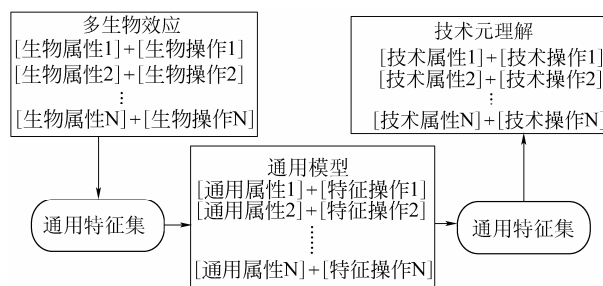 多生物效应
[生物属性1]+[生物操作1]
[生物属性2]+[生物操作2]
⋮
[生物属性N]+[生物操作N]
技术元理解
[技术属性1]+[技术操作1]
[技术属性2]+[技术操作2]
⋮
[技术属性N]+[技术操作N]
通用特征集
通用模型
[通用属性1]+[特征操作1]
[通用属性2]+[特征操作2]
⋮
[通用属性N]+[特征操作N]
通用特征集